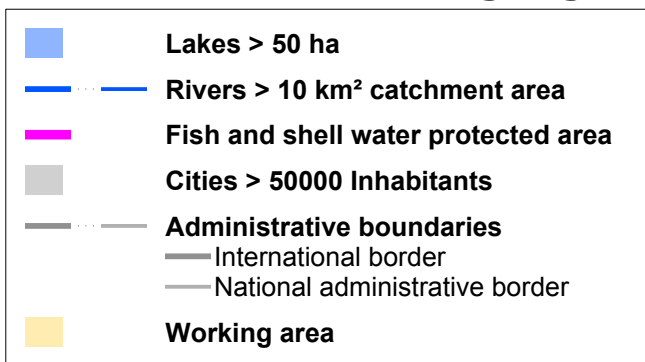 Lakes > 50 ha
Rivers > 10 km² catchment area
Fish and shell water protected area
Cities > 50000 Inhabitants
Administrative boundaries
International border
National administrative border
Working area